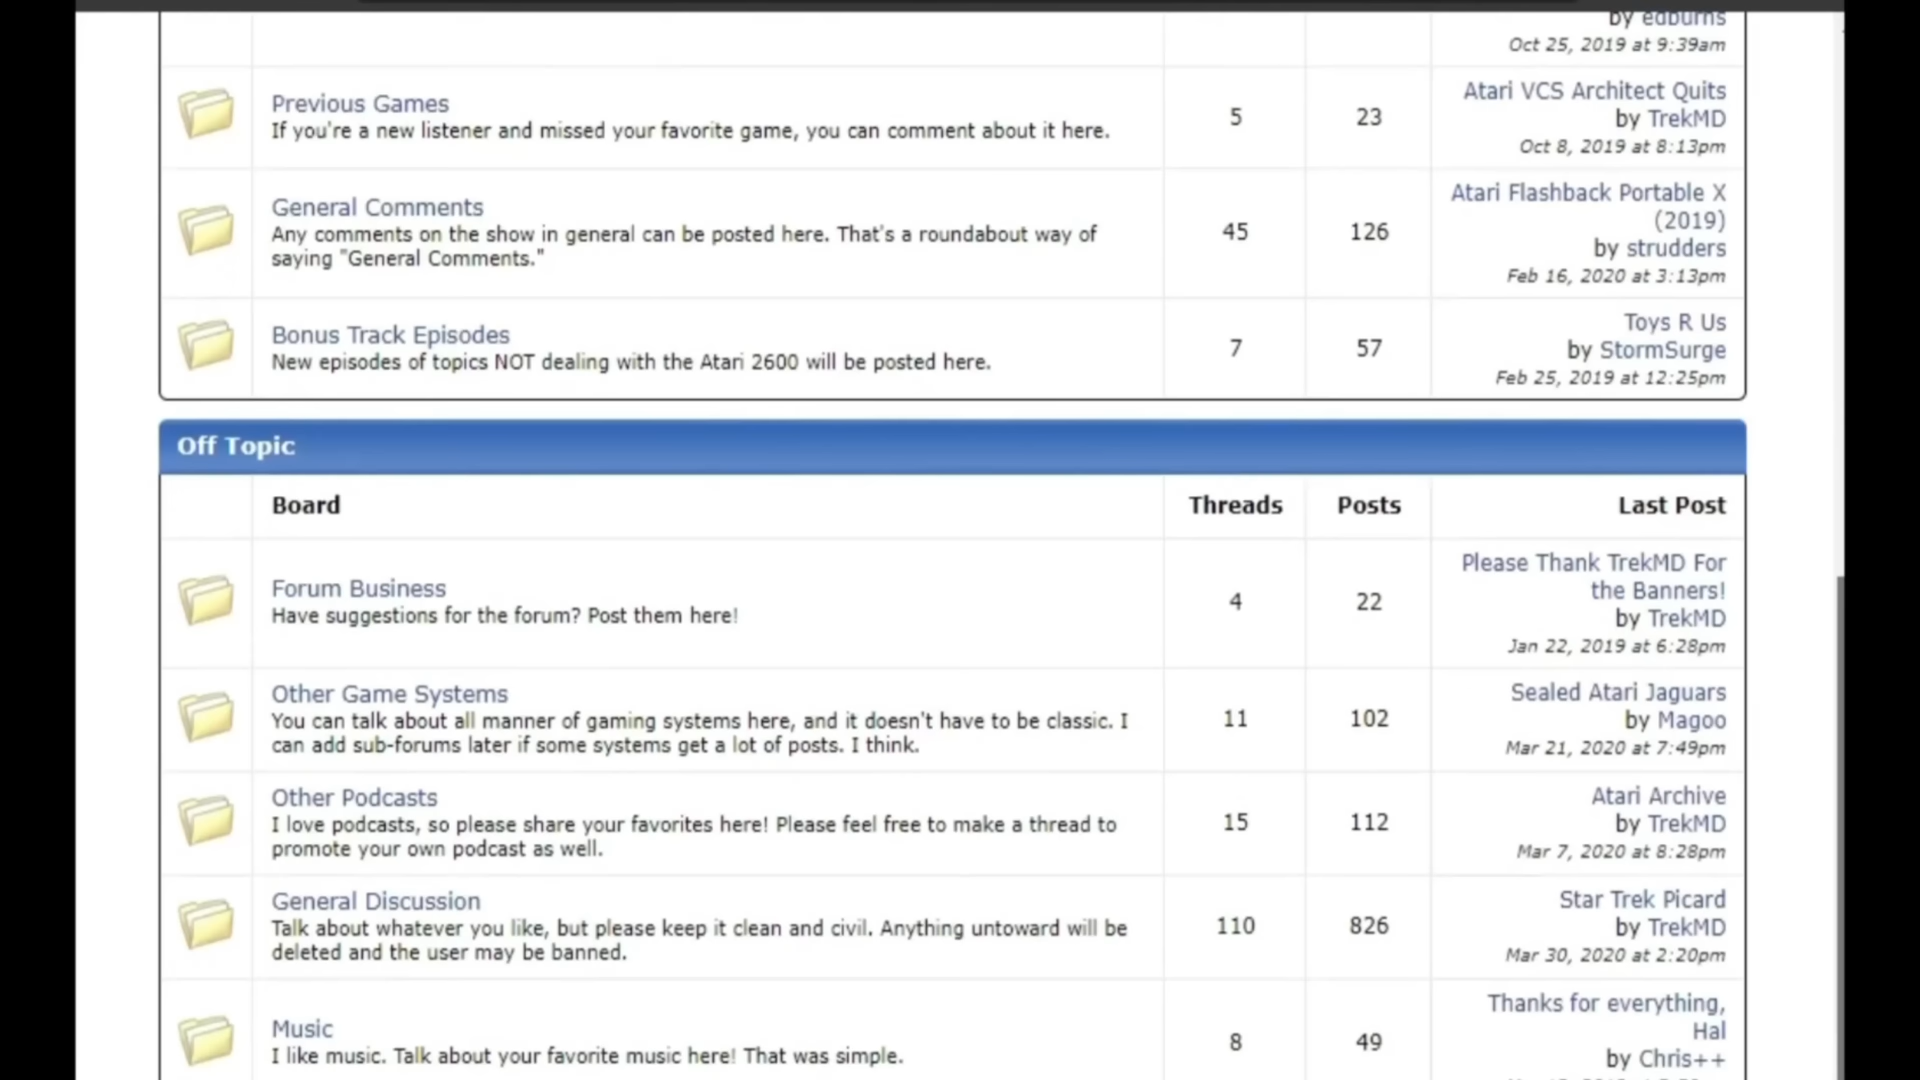 by edburns
Oct 25, 2019 at 9:39am
Previous Games
If you're a new listener and missed your favorite game, you can comment about it here.
5
23
Atari VCS Architect Quits
by TrekMD
Oct 8, 2019 at 8:13pm
General Comments
Any comments on the show in general can be posted here. That's a roundabout way of
saying "General Comments."
45
126
Atari Flashback Portable X
(2019)
by strudders
Feb 16, 2020 at 3:13pm
Bonus Track Episodes
New episodes of topics NOT dealing with the Atari 2600 will be posted here.
7
57
Toys R Us
by StormSurge
Feb 25, 2019 at 12:25pm
Off Topic
Board
Threads
Posts
Last Post
Forum Business
Have suggestions for the forum? Post them here!
4
22
Please Thank TrekMD For
the Banners!
by TrekMD
Jan 22, 2019 at 6:28pm
Other Game Systems
You can talk about all manner of gaming systems here, and it doesn't have to be classic. I
can add sub-forums later if some systems get a lot of posts. I think.
11
102
Sealed Atari Jaguars
by Magoo
Mar 21, 2020 at 7:49pm
Other Podcasts
I love podcasts, so please share your favorites here! Please feel free to make a thread to
promote your own podcast as well.
15
112
Atari Archive
by TrekMD
Mar 7, 2020 at 8:28pm
General Discussion
Talk about whatever you like, but please keep it clean and civil. Anything untoward will be
deleted and the user may be banned.
110
826
Star Trek Picard
by TrekMD
Mar 30, 2020 at 2:20pm
Music
I like music. Talk about your favorite music here! That was simple.
8
49
Thanks for everything,
Hal
by Chris++